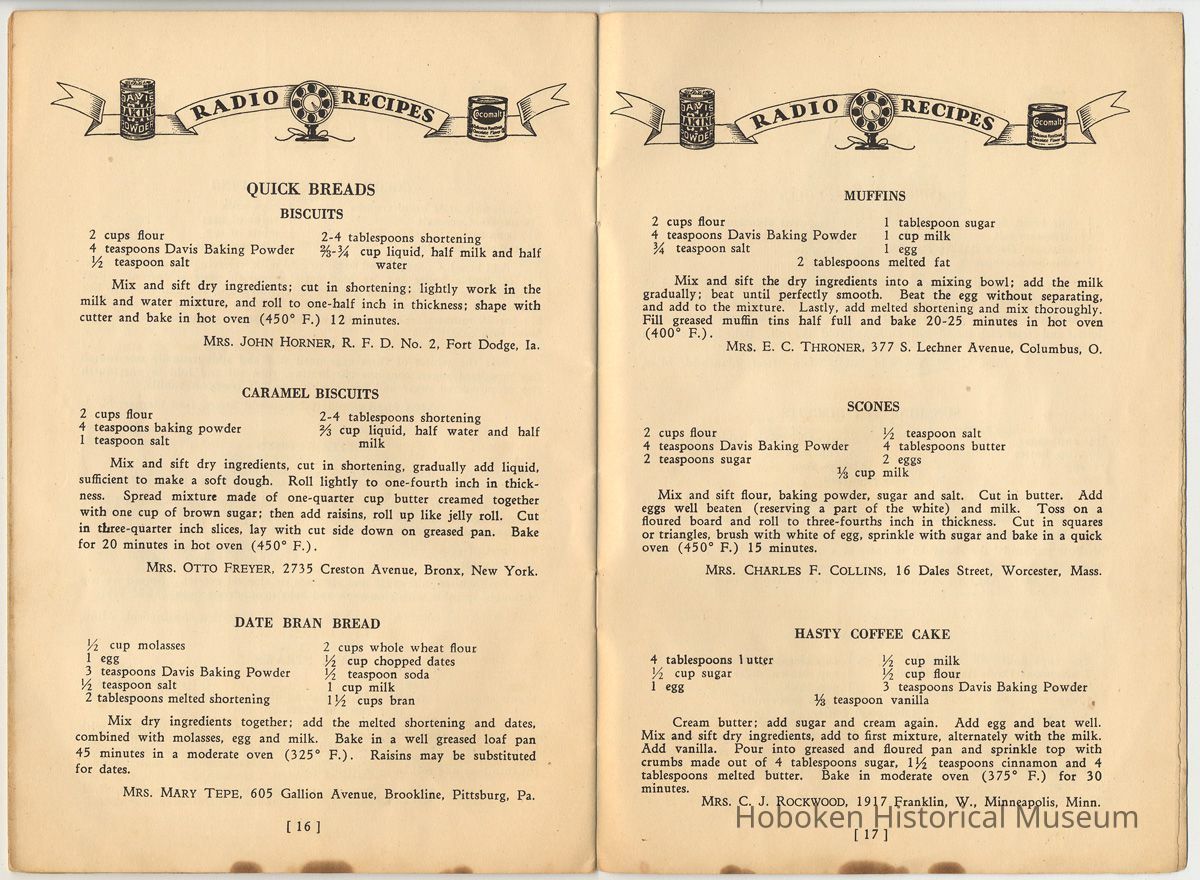 RADIO RECIPES
DAVIS
BAKING
POWDER
Cocomalt
QUICK BREADS
BISCUITS
2 cups flour
4 teaspoons Davis Baking Powder
½ teaspoon salt
2-4 tablespoons shortening
⅔-¾ cup liquid, half milk and half
water
Mix and sift dry ingredients; cut in shortening; lightly work in the
milk and water mixture, and roll to one-half inch in thickness; shape with
cutter and bake in hot oven (450° F.) 12 minutes.
MRS. JOHN HORNER, R. F. D. No. 2, Fort Dodge, Ia.
CARAMEL BISCUITS
2 cups flour
4 teaspoons baking powder
1 teaspoon salt
2-4 tablespoons shortening
⅔ cup liquid, half water and half
milk
Mix and sift dry ingredients, cut in shortening, gradually add liquid,
sufficient to make a soft dough. Roll lightly to one-fourth inch in thick-
ness. Spread mixture made of one-quarter cup butter creamed together
with one cup of brown sugar; then add raisins, roll up like jelly roll. Cut
in three-quarter inch slices, lay with cut side down on greased pan. Bake
for 20 minutes in hot oven (450° F.).
MRS. OTTO FREYER, 2735 Creston Avenue, Bronx, New York.
DATE BRAN BREAD
½ cup molasses
1 egg
3 teaspoons Davis Baking Powder
½ teaspoon salt
2 tablespoons melted shortening
2 cups whole wheat flour
½ cup chopped dates
½ teaspoon soda
1 cup milk
1½ cups bran
Mix dry ingredients together; add the melted shortening and dates,
combined with molasses, egg and milk. Bake in a well greased loaf pan
45 minutes in a moderate oven (325° F.). Raisins may be substituted
for dates.
MRS. MARY TEPE, 605 Gallion Avenue, Brookline, Pittsburg, Pa.
[ 16 ]
RADIO RECIPES
DAVIS
BAKING
POWDER
Cocomalt
MUFFINS
2 cups flour
4 teaspoons Davis Baking Powder
¾ teaspoon salt
1 tablespoon sugar
1 cup milk
1 egg
2 tablespoons melted fat
Mix and sift the dry ingredients into a mixing bowl; add the milk
gradually; beat until perfectly smooth. Beat the egg without separating,
and add to the mixture. Lastly, add melted shortening and mix thoroughly.
Fill greased muffin tins half full and bake 20-25 minutes in hot oven
(400° F.).
MRS. E. C. THRONER, 377 S. Lechner Avenue, Columbus, O.
SCONES
2 cups flour
4 teaspoons Davis Baking Powder
2 teaspoons sugar
½ teaspoon salt
4 tablespoons butter
2 eggs
⅓ cup milk
Mix and sift flour, baking powder, sugar and salt. Cut in butter. Add
eggs well beaten (reserving a part of the white) and milk. Toss on a
floured board and roll to three-fourths inch in thickness. Cut in squares
or triangles, brush with white of egg, sprinkle with sugar and bake in a quick
oven (450° F.) 15 minutes.
MRS. CHARLES F. COLLINS, 16 Dales Street, Worcester, Mass.
HASTY COFFEE CAKE
4 tablespoons butter
½ cup sugar
1 egg
½ cup milk
½ cup flour
3 teaspoons Davis Baking Powder
⅓ teaspoon vanilla
Cream butter; add sugar and cream again. Add egg and beat well.
Mix and sift dry ingredients, add to first mixture, alternately with the milk.
Add vanilla. Pour into greased and floured pan and sprinkle top with
crumbs made out of 4 tablespoons sugar, 1½ teaspoons cinnamon and 4
tablespoons melted butter. Bake in moderate oven (375° F.) for 30
minutes.
MRS. C. J. ROCKWOOD, 1917 Franklin, W., Minneapolis, Minn.
Hoboken Historical Museum
[ 17 ]